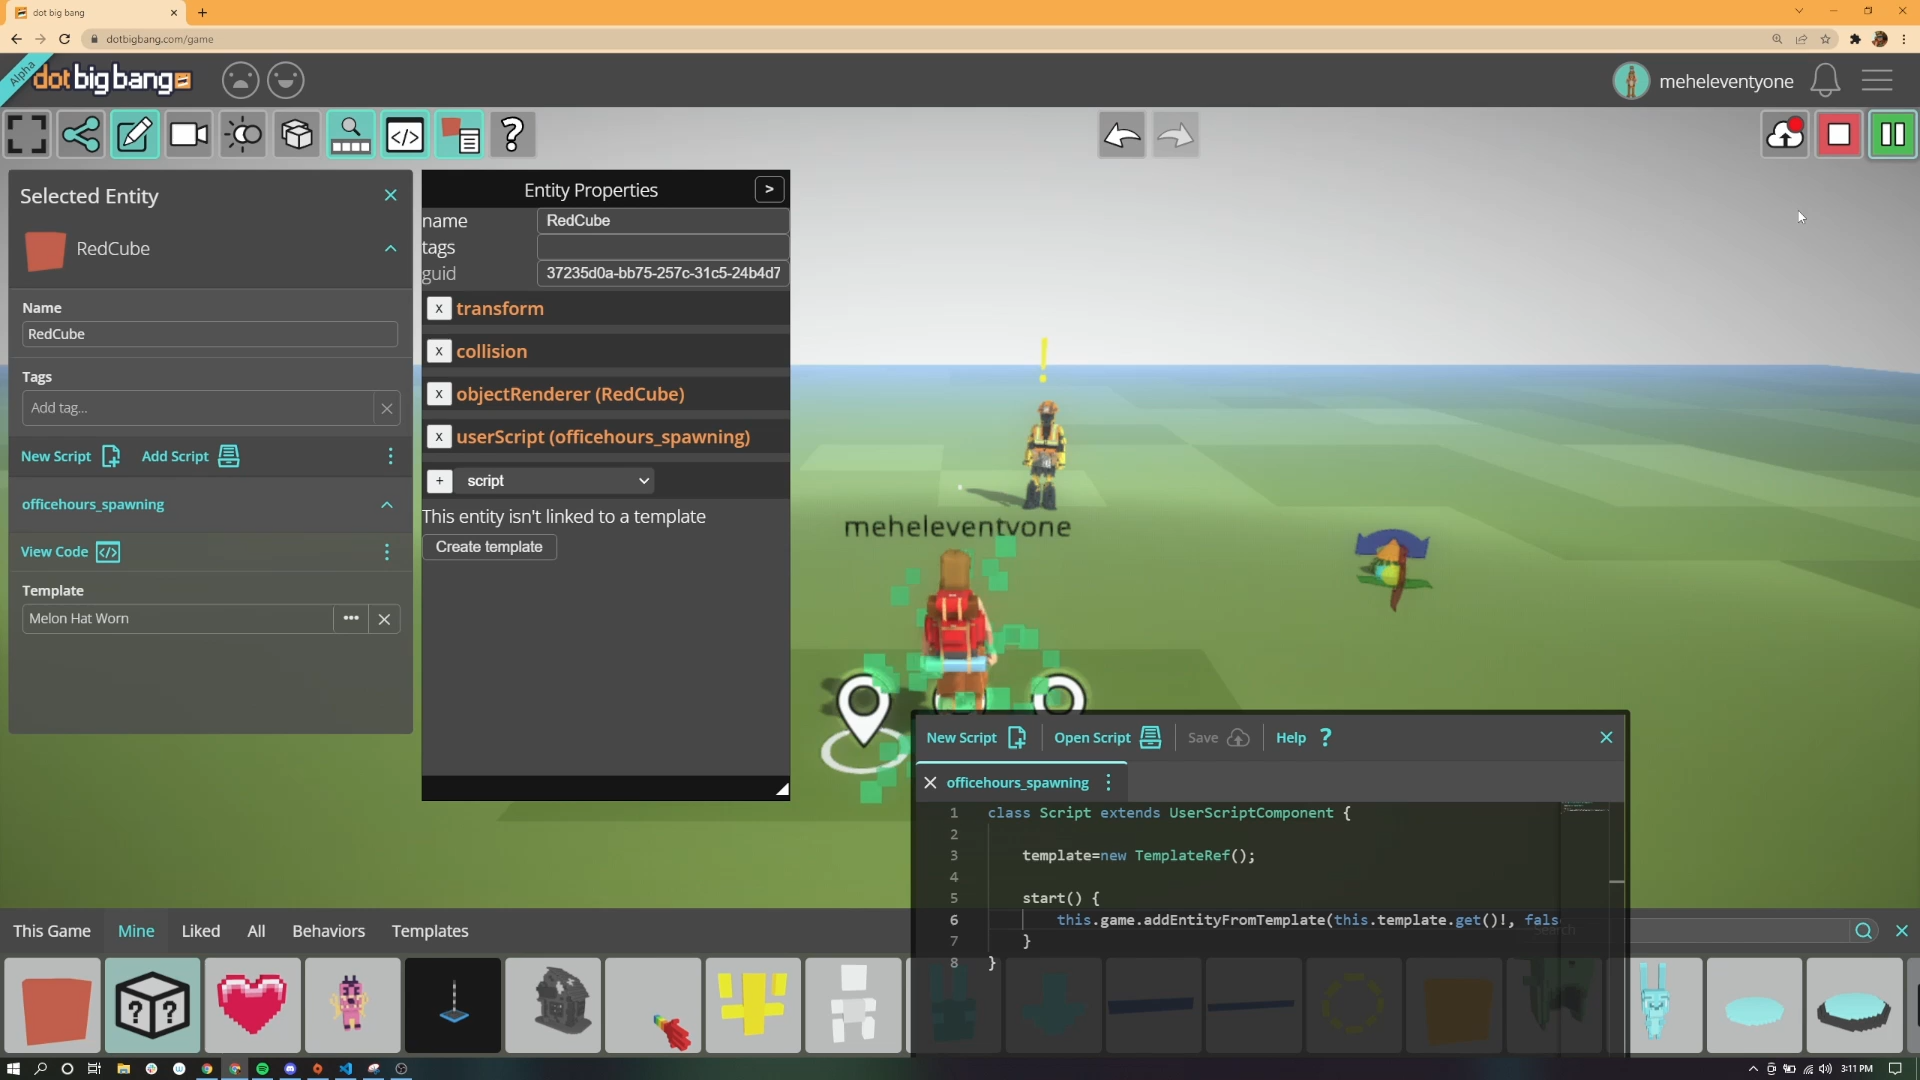 dot big bang
dotbigbang.com/game
Alpha
dot big bang
meheleventyone
Selected Entity
RedCube
Name
RedCube
Tags
Add tag...
New Script
Add Script
officehours_spawning
View Code
Template
Melon Hat Worn
•••
Entity Properties
>
name
RedCube
tags
guid
37235d0a-bb75-257c-31c5-24b4d7
x transform
x collision
x objectRenderer (RedCube)
x userScript (officehours_spawning)
+ script
This entity isn't linked to a template
Create template
!
meheleventyone
New Script
Open Script
Save
Help ?
officehours_spawning
1 class Script extends UserScriptComponent {
2
3 template=new TemplateRef();
4
5 start() {
6 this.game.addEntityFromTemplate(this.template.get()!, fals
7 }
8 }
This Game
Mine
Liked
All
Behaviors
Templates
Search
??
3:11 PM